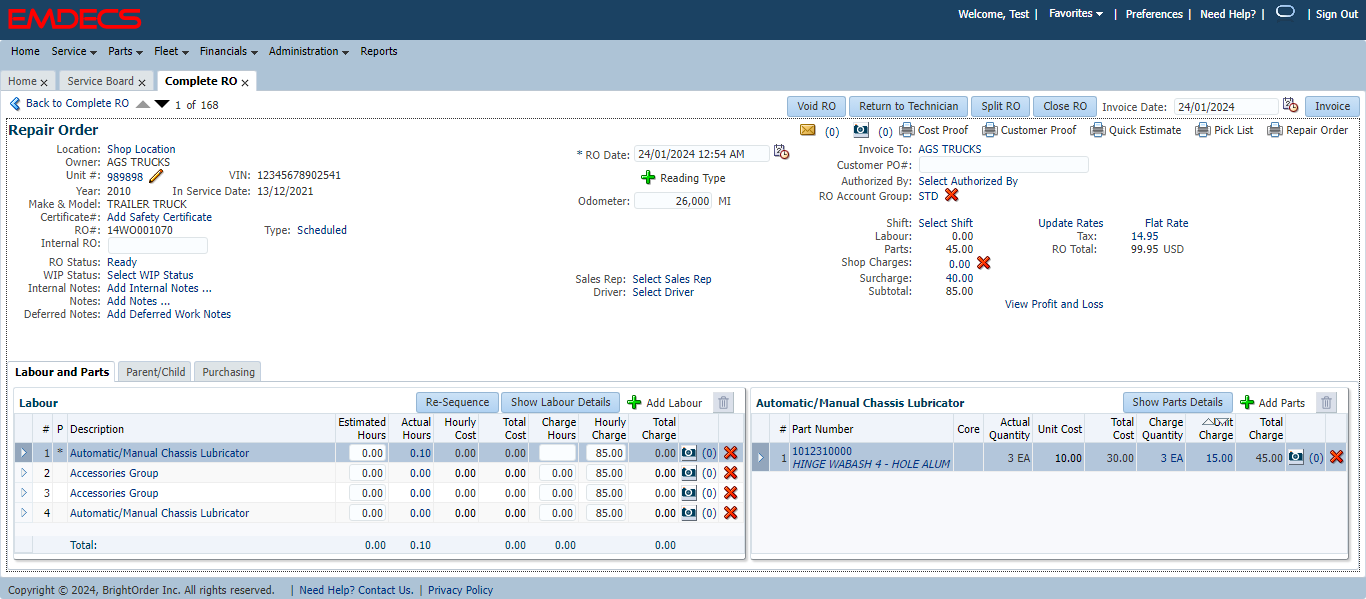 EMDECS
Welcome, Test | Favorites | Preferences | Need Help? | | Sign Out
Home Service Parts Fleet Financials Administration Reports
Home x Service Board x Complete RO x
Back to Complete RO 1 of 168 Void RO Return to Technician Split RO Close RO Invoice Date: 24/01/2024 Invoice
Repair Order (0) (0) Cost Proof Customer Proof Quick Estimate Pick List Repair Order
Location: Shop Location
Owner: AGS TRUCKS
Unit #: 989898 VIN: 12345678902541
Year: 2010 In Service Date: 13/12/2021
Make & Model: TRAILER TRUCK
Certificate#: Add Safety Certificate
RO#: 14WO001070 Type: Scheduled
Internal RO:
RO Status: Ready
WIP Status: Select WIP Status
Internal Notes: Add Internal Notes ...
Notes: Add Notes ...
Deferred Notes: Add Deferred Work Notes
* RO Date: 24/01/2024 12:54 AM
Reading Type
Odometer: 26,000 MI
Sales Rep: Select Sales Rep
Driver: Select Driver
Invoice To: AGS TRUCKS
Customer PO#:
Authorized By: Select Authorized By
RO Account Group: STD
Shift: Select Shift Update Rates Flat Rate
Labour: 0.00 Tax: 14.95
Parts: 45.00 RO Total: 99.95 USD
Shop Charges: 0.00
Surcharge: 40.00
Subtotal: 85.00
View Profit and Loss
Labour and Parts Parent/Child Purchasing
Labour Re-Sequence Show Labour Details Add Labour
# P Description Estimated Hours Actual Hours Hourly Cost Total Cost Charge Hours Hourly Charge Total Charge
1 * Automatic/Manual Chassis Lubricator 0.00 0.10 0.00 0.00 85.00 0.00 (0)
2 Accessories Group 0.00 0.00 0.00 0.00 0.00 85.00 0.00 (0)
3 Accessories Group 0.00 0.00 0.00 0.00 0.00 85.00 0.00 (0)
4 Automatic/Manual Chassis Lubricator 0.00 0.00 0.00 0.00 0.00 85.00 0.00 (0)
Total: 0.00 0.10 0.00 0.00 0.00
Automatic/Manual Chassis Lubricator Show Parts Details Add Parts
# Part Number Core Actual Quantity Unit Cost Total Cost Charge Quantity Charge Total Charge
1 1012310000 3 EA 10.00 30.00 3 EA 15.00 45.00 (0)
HINGE WABASH 4 - HOLE ALUM
Copyright © 2024, BrightOrder Inc. All rights reserved. | Need Help? Contact Us. | Privacy Policy